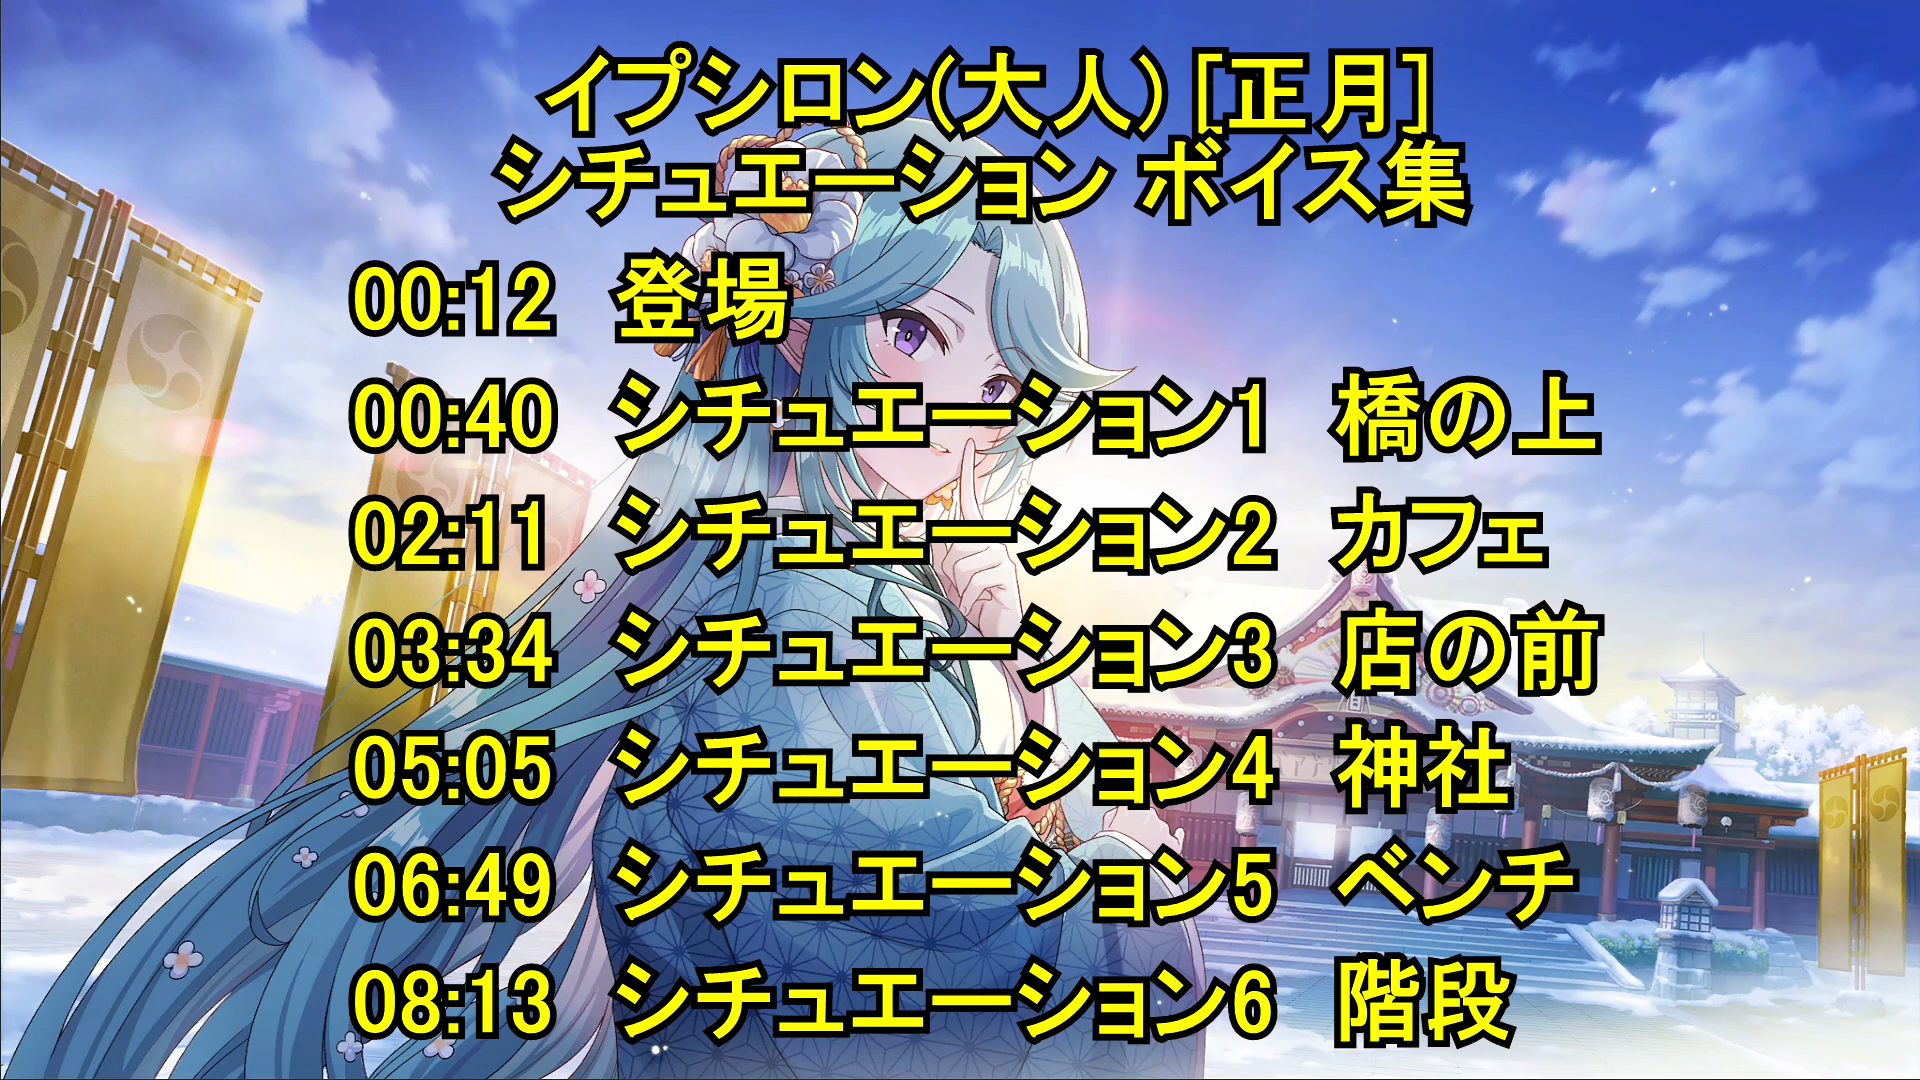 イプシロン(大人) [正月]
シチュエーション ボイス集
00:12 登場
00:40 シチュエーション1 橋の上
02:11 シチュエーション2 カフェ
03:34 シチュエーション3 店の前
05:05 シチュエーション4 神社
06:49 シチュエーション5 ベンチ
08:13 シチュエーション6 階段